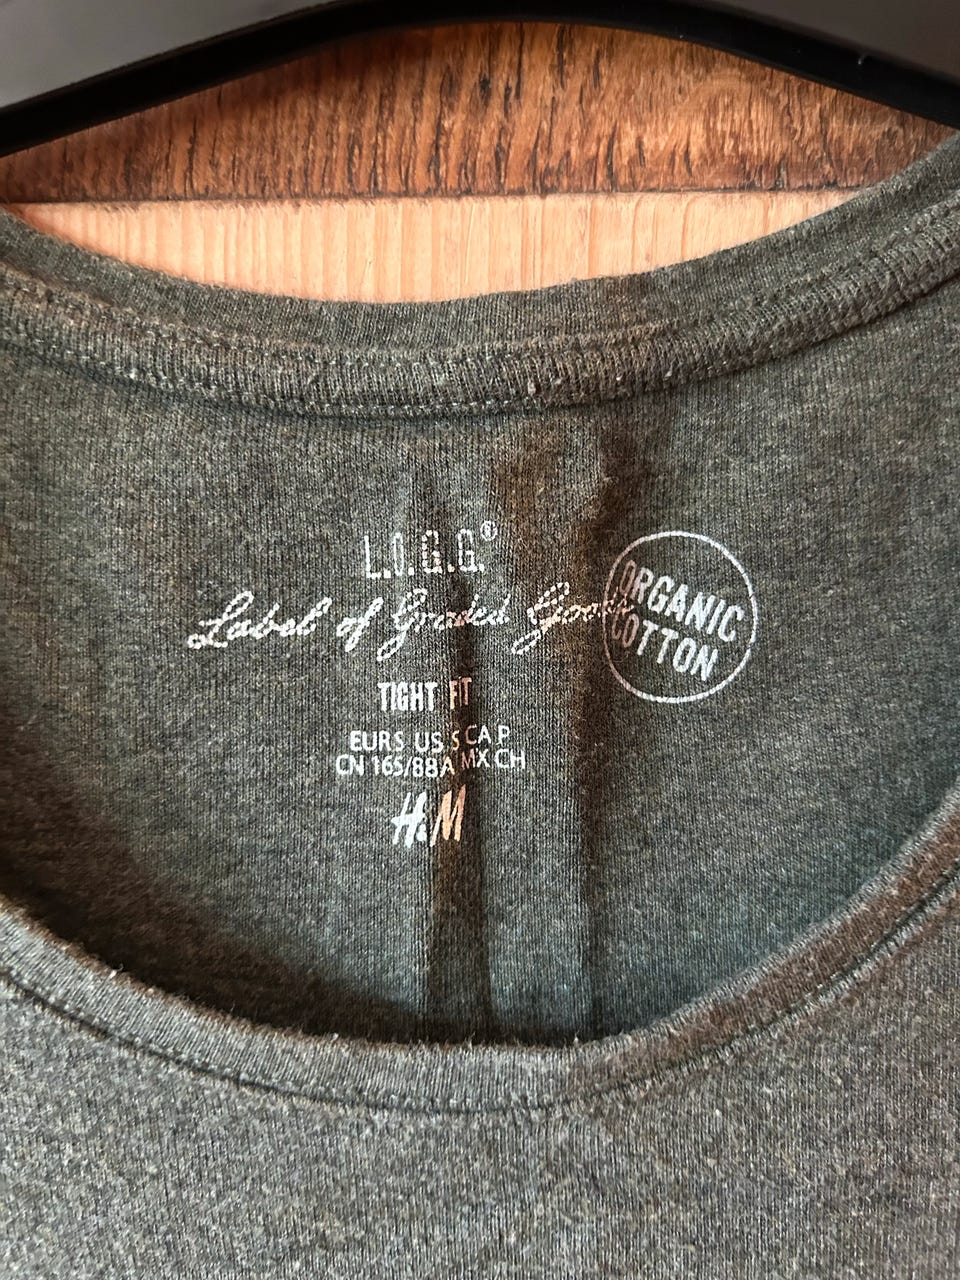 L.O.G.G.®
Label of Graded Goods
ORGANIC
COTTON
TIGHT FIT
EUR S US S CA P
CN 165/88A MX CH
H&M